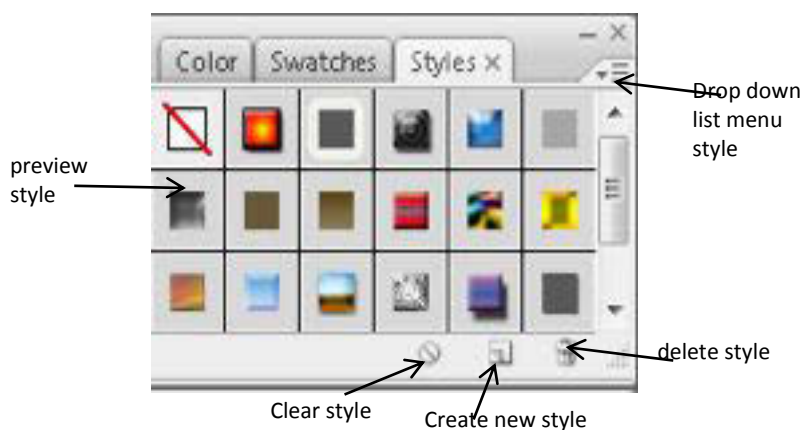 Color Swatches Styles ×
Drop down
list menu
style
preview
style
delete style
Clear style
Create new style